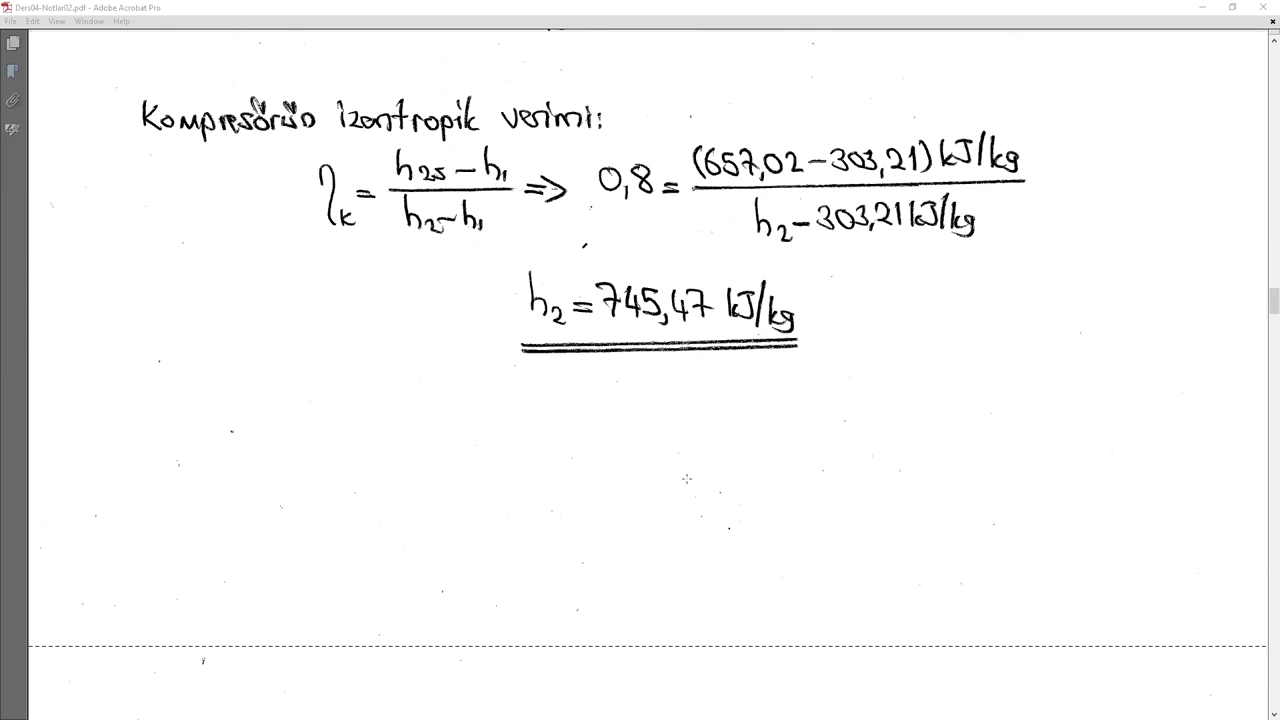 Ders04-Notlar02.pdf - Adobe Acrobat Pro
File Edit View Window Help
Kompresörün izentropik verimi:
ηK = (h2s − h1) / (h2s − h1) ⇒ 0,8 = (657,02 − 303,21) kJ/kg / (h2 − 303,21 kJ/kg)
h2 = 745,47 kJ/kg